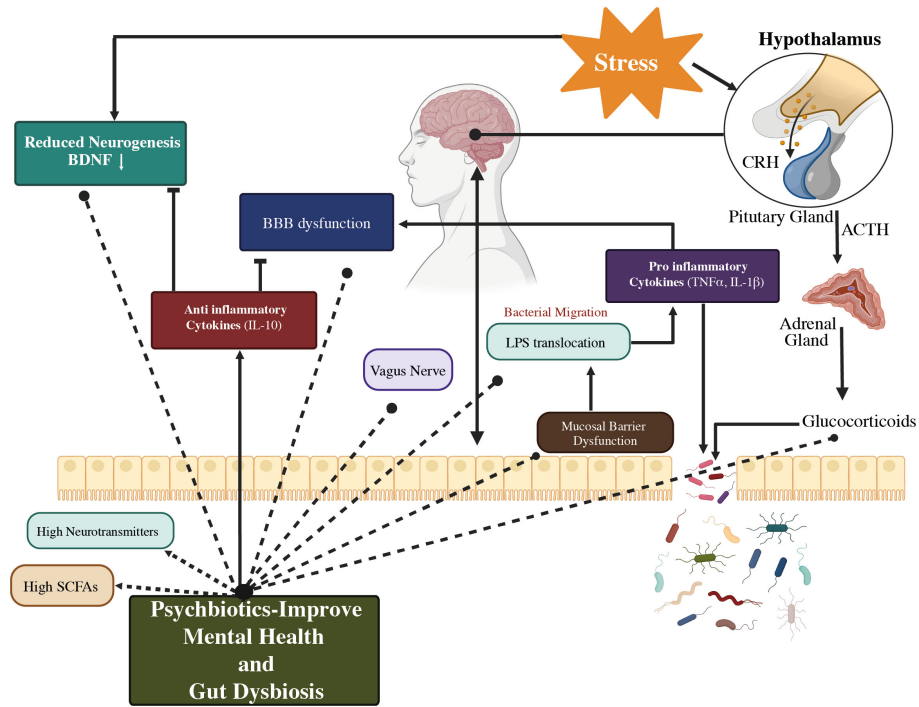 Stress
Hypothalamus
CRH
Pitutary Gland
ACTH
Adrenal
Gland
Glucocorticoids
Reduced Neurogenesis
BDNF ↓
BBB dysfunction
Pro inflammatory
Cytokines (TNFα, IL-1β)
Anti inflammatory
Cytokines (IL-10)
Bacterial Migration
LPS translocation
Vagus Nerve
Mucosal Barrier
Dysfunction
High Neurotransmitters
High SCFAs
Psychbiotics-Improve
Mental Health
and
Gut Dysbiosis